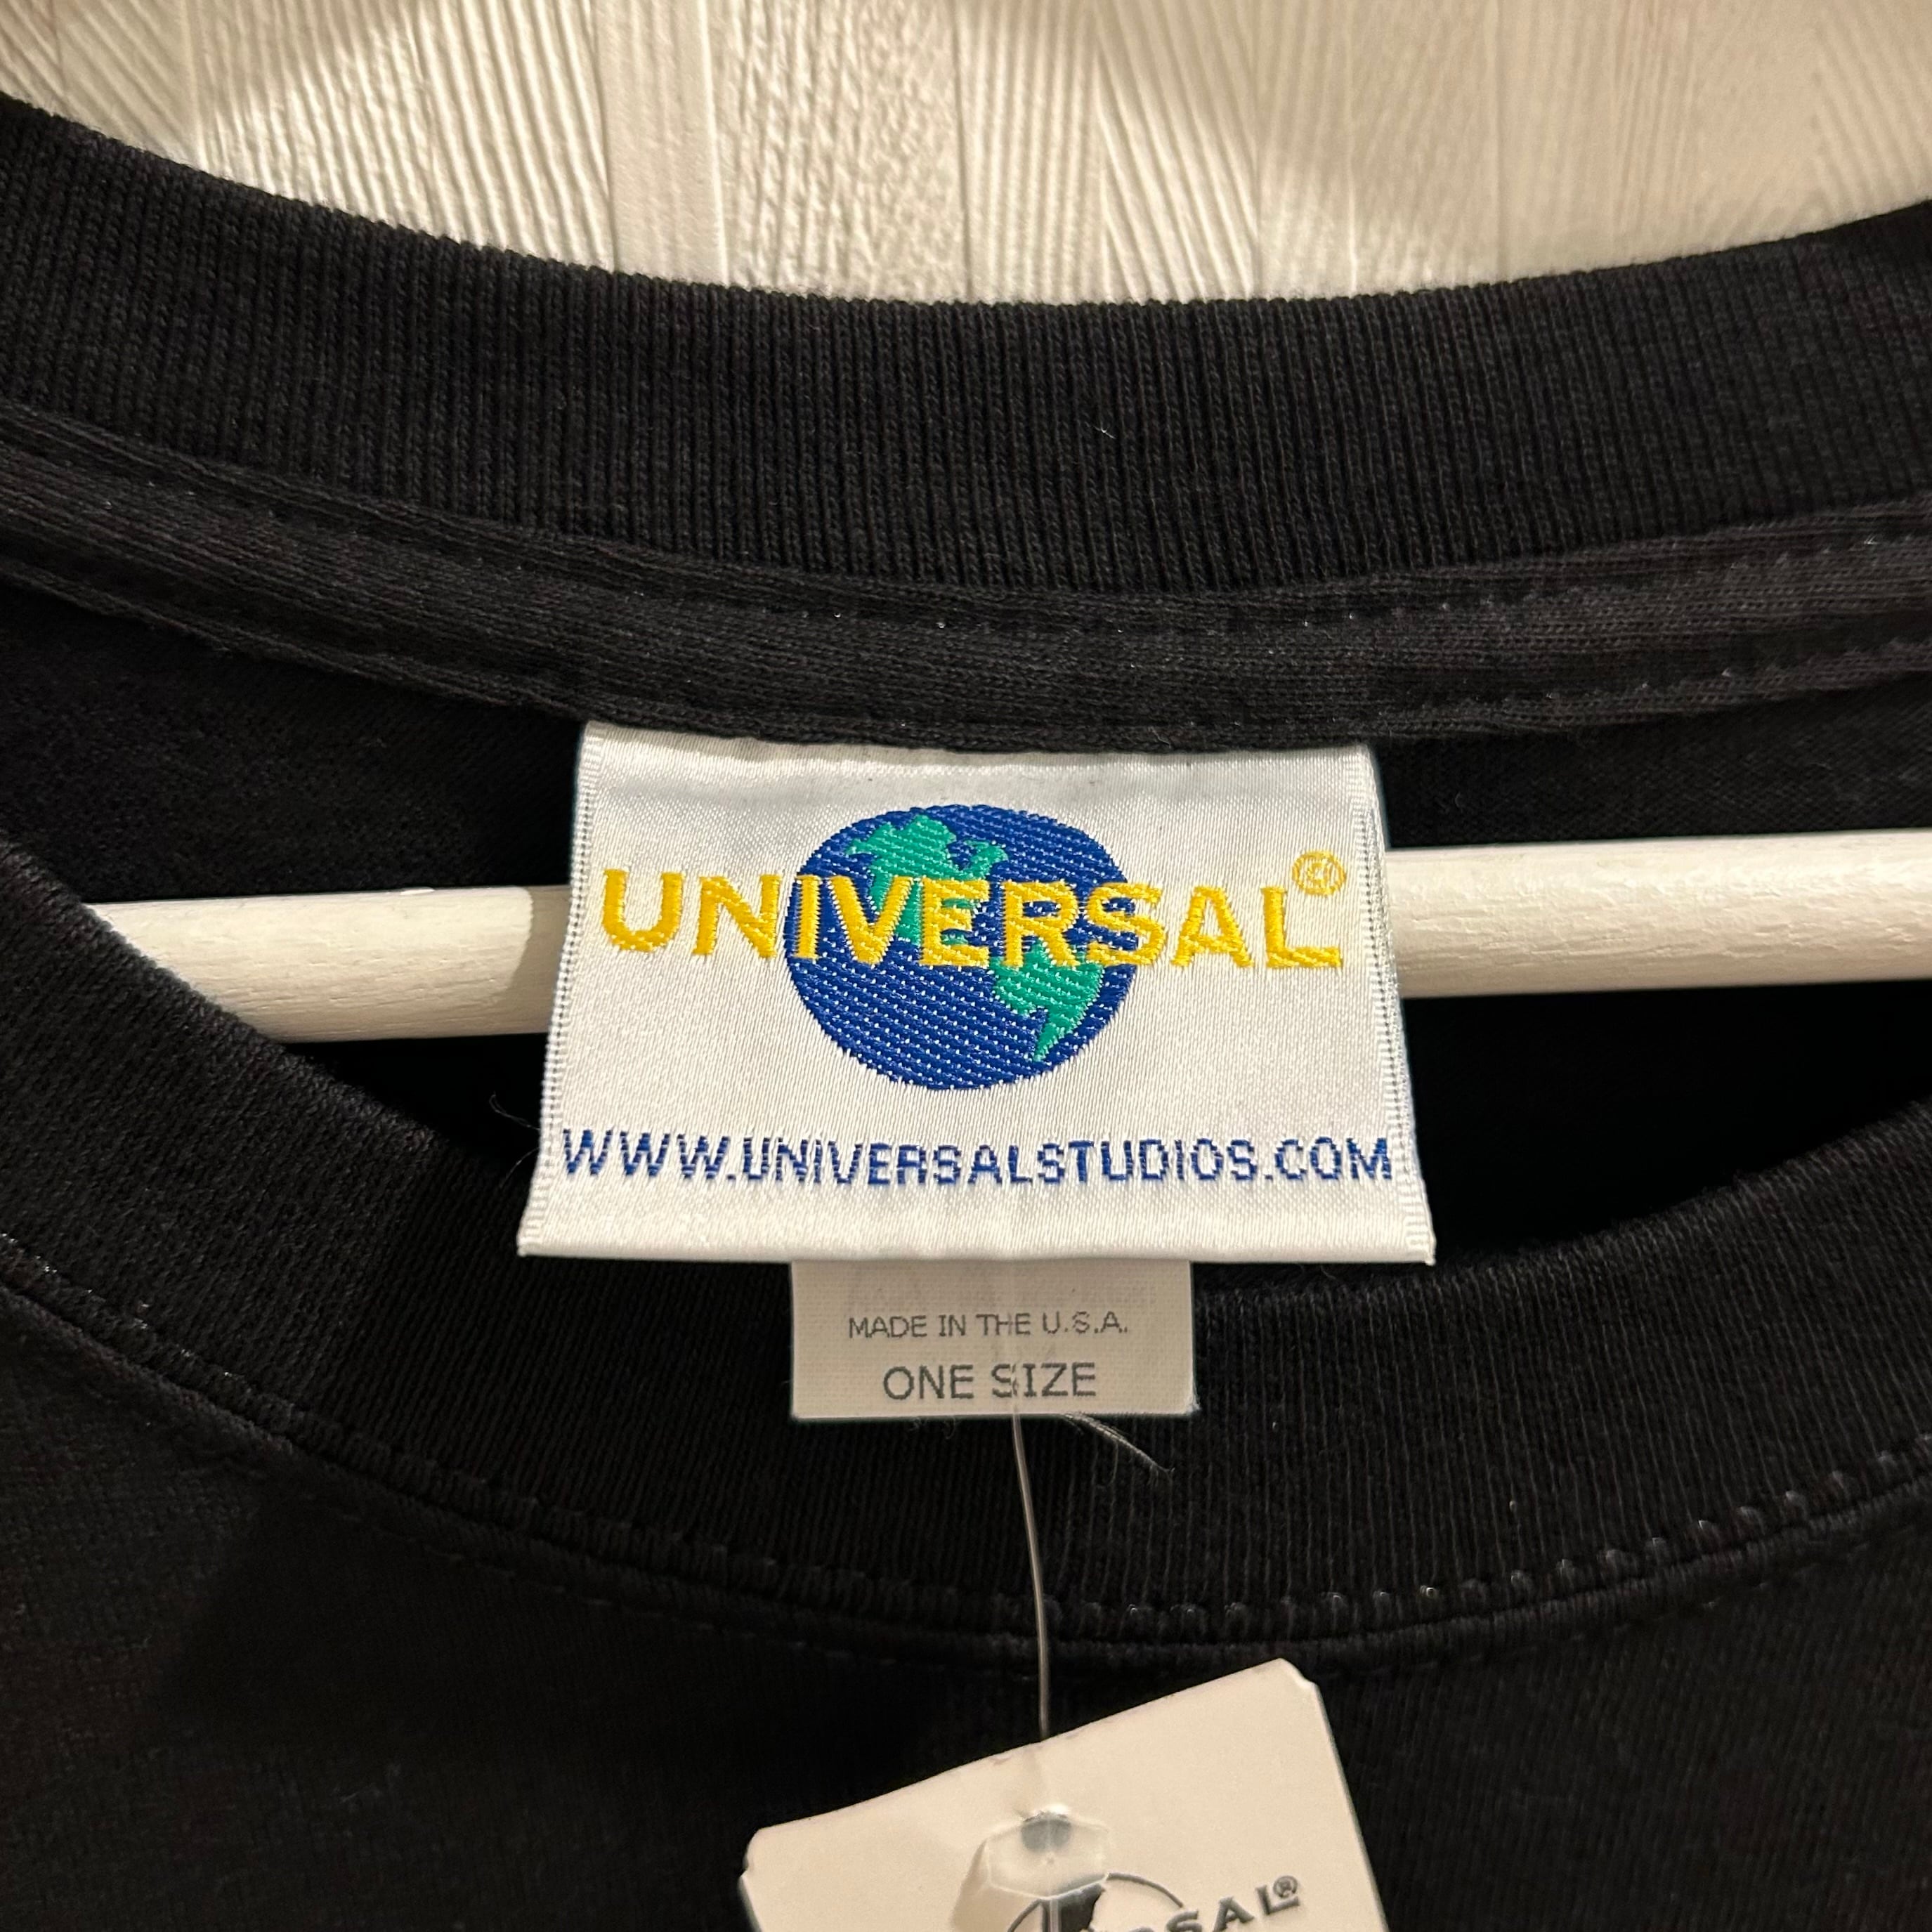 UNIVERSAL®
WWW.UNIVERSALSTUDIOS.COM
MADE IN THE U.S.A.
ONE SIZE